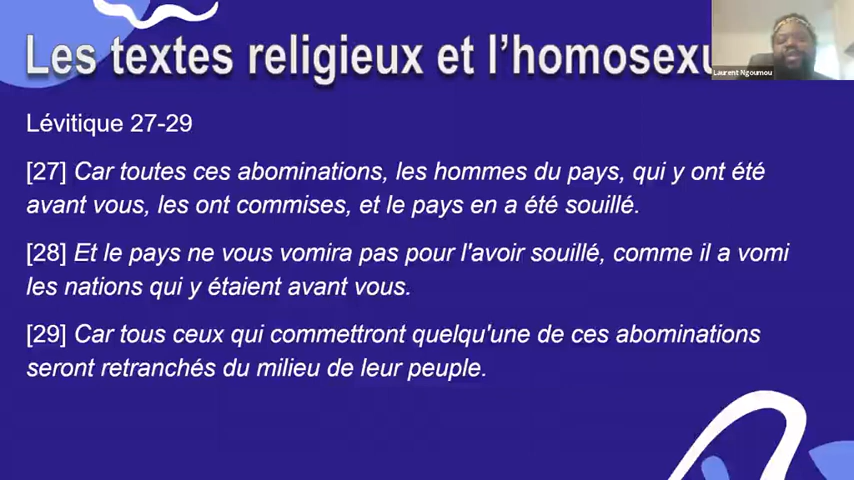 Les textes religieux et l'homosexu
Laurent Ngoumou
Lévitique 27-29
[27] Car toutes ces abominations, les hommes du pays, qui y ont été
avant vous, les ont commises, et le pays en a été souillé.
[28] Et le pays ne vous vomira pas pour l'avoir souillé, comme il a vomi
les nations qui y étaient avant vous.
[29] Car tous ceux qui commettront quelqu'une de ces abominations
seront retranchés du milieu de leur peuple.